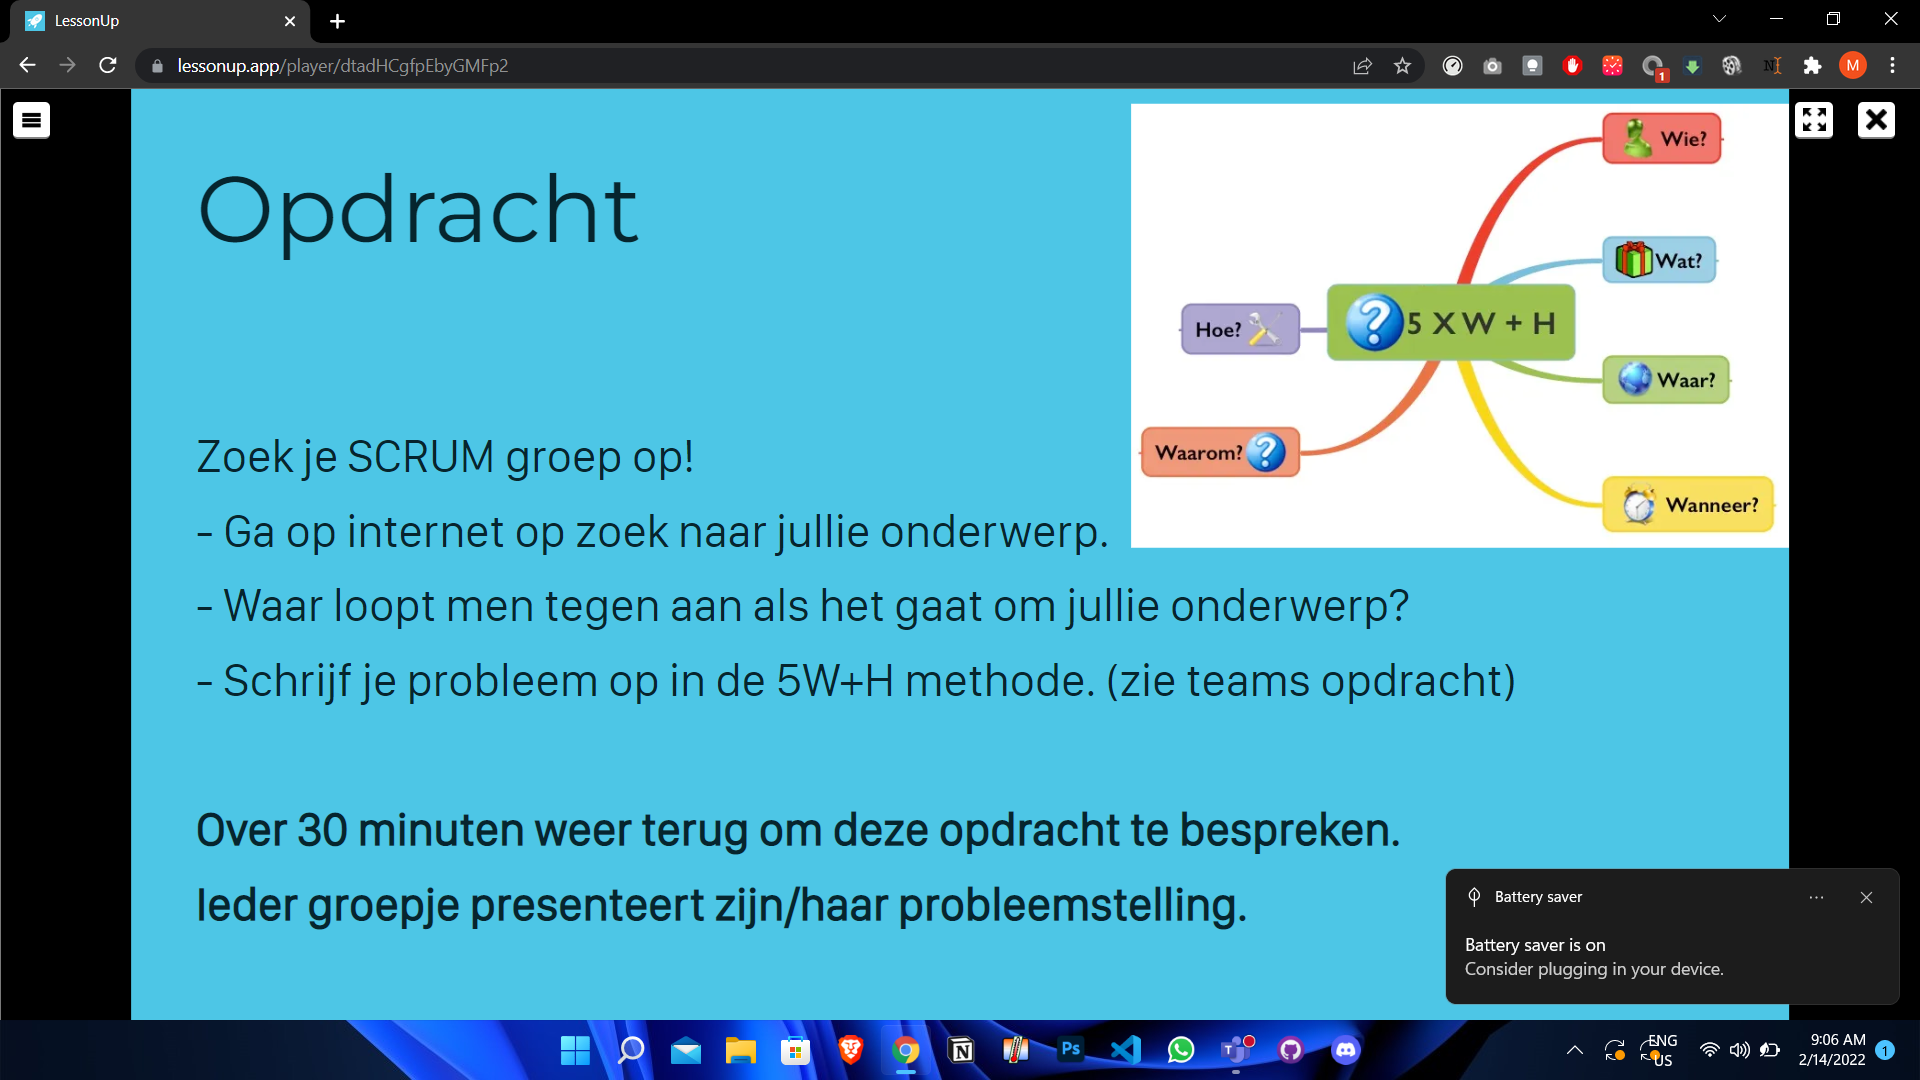 LessonUp
lessonup.app/player/dtadHCgfpEbyGMFp2
1
M
Opdracht
Wie?
Wat?
Hoe?
5 X W + H
Waar?
Waarom?
Wanneer?
Zoek je SCRUM groep op!
- Ga op internet op zoek naar jullie onderwerp.
- Waar loopt men tegen aan als het gaat om jullie onderwerp?
- Schrijf je probleem op in de 5W+H methode. (zie teams opdracht)
Over 30 minuten weer terug om deze opdracht te bespreken.
Ieder groepje presenteert zijn/haar probleemstelling.
Battery saver
Battery saver is on
Consider plugging in your device.
Ps
ENG
US
9:06 AM
2/14/2022
1